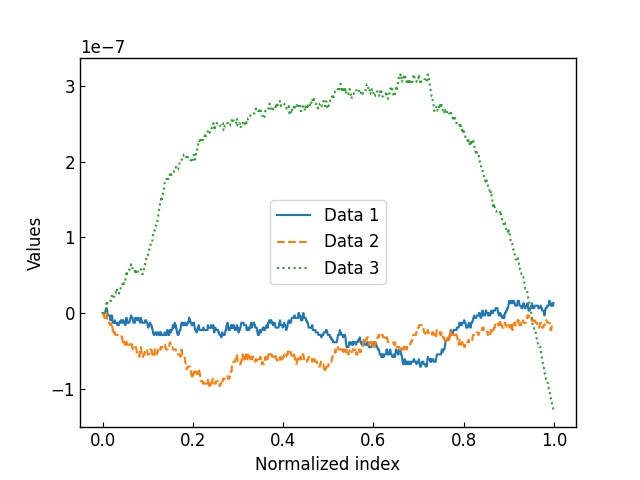 1e−7
3
2
1
0
−1
Values
Data 1
Data 2
Data 3
0.0 0.2 0.4 0.6 0.8 1.0
Normalized index